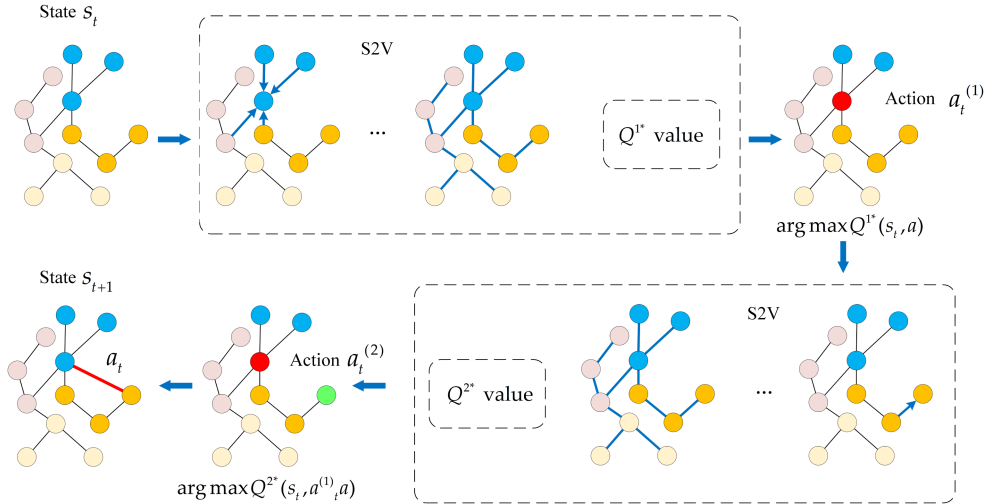 State s_t
S2V
...
Q^{1*} value
Action a_t^{(1)}
arg max Q^{1*}(s_t, a)
S2V
...
Q^{2*} value
Action a_t^{(2)}
arg max Q^{2*}(s_t, a^{(1)}_t a)
State s_{t+1}
a_t